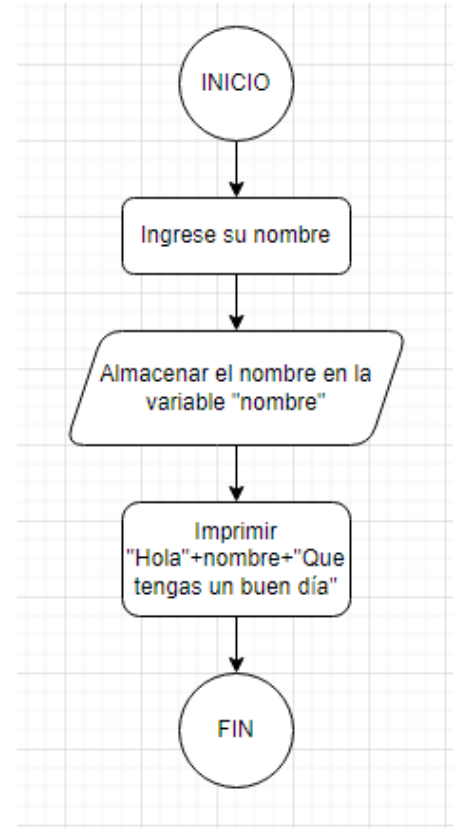 INICIO
Ingrese su nombre
Almacenar el nombre en la
variable "nombre"
Imprimir
"Hola"+nombre+"Que
tengas un buen día"
FIN